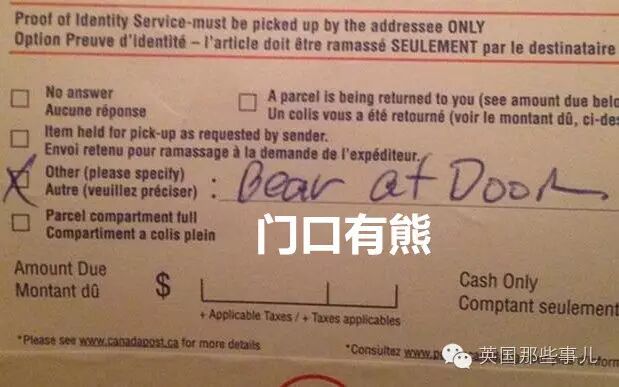 Proof of Identity Service-must be picked up by the addressee ONLY
Option Preuve d'identité – l'article doit être ramassé SEULEMENT par le destinataire
No answer
Aucune réponse
A parcel is being returned to you (see amount due belo
Un colis vous a été retourné (voir le montant dû, ci-des
Item held for pick-up as requested by sender.
Envoi retenu pour ramassage à la demande de l'expéditeur.
Other (please specify)
Autre (veuillez préciser) : Bear at Door
Parcel compartment full
Compartiment a colis plein
门口有熊
Amount Due
Montant dû $
Cash Only
Comptant seulement
+ Applicable Taxes / + Taxes applicables
*Please see www.canadapost.ca for more details
*Consultez www.p
英国那些事儿